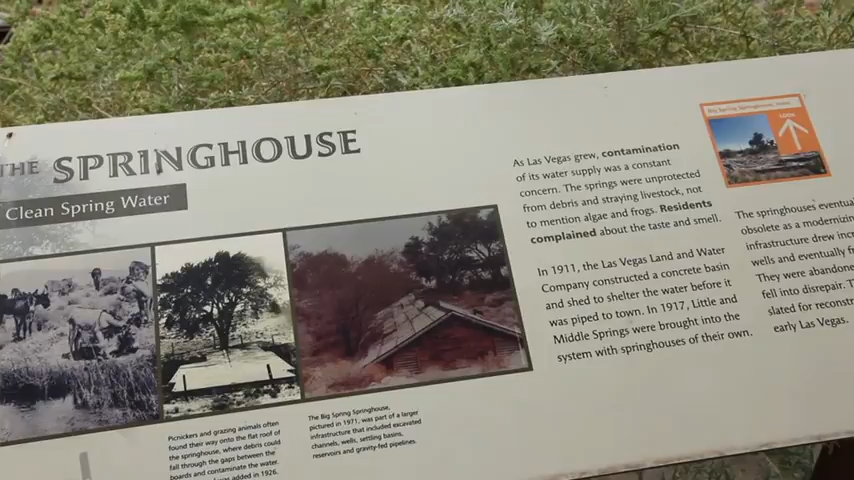 THE SPRINGHOUSE
Clean Spring Water
As Las Vegas grew, contamination
of its water supply was a constant
concern. The springs were unprotected
from debris and straying livestock, not
to mention algae and frogs. Residents
complained about the taste and smell.
In 1911, the Las Vegas Land and Water
Company constructed a concrete basin
and shed to shelter the water before it
was piped to town. In 1917, Little and
Middle Springs were brought into the
system with springhouses of their own.
Big Spring Springhouse,
LOOK
The springhouses eventual
obsolete as a modernizin
infrastructure drew incr
wells and eventually f
They were abandone
fell into disrepair. T
slated for reconst
early Las Vegas.
Picnickers and grazing animals often
found their way onto the flat roof of
the springhouse, where debris could
fall through the gaps between the
boards and contaminate the water.
was added in 1926.
The Big Spring Springhouse,
pictured in 1971, was part of a larger
infrastructure that included excavated
channels, wells, settling basins,
reservoirs and gravity-fed pipelines.